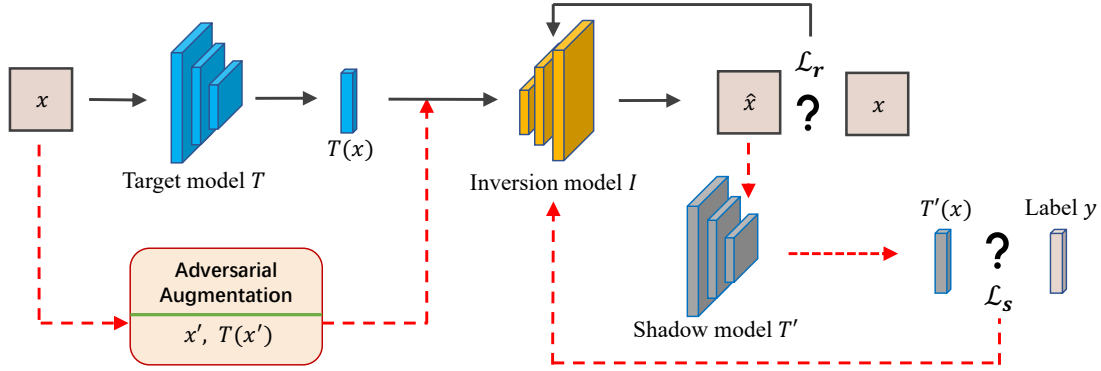 x
T(x)
Target model T
Inversion model I
x̂
ℒr
?
x
Adversarial
Augmentation
x′, T(x′)
Shadow model T′
T′(x)
?
ℒs
Label y